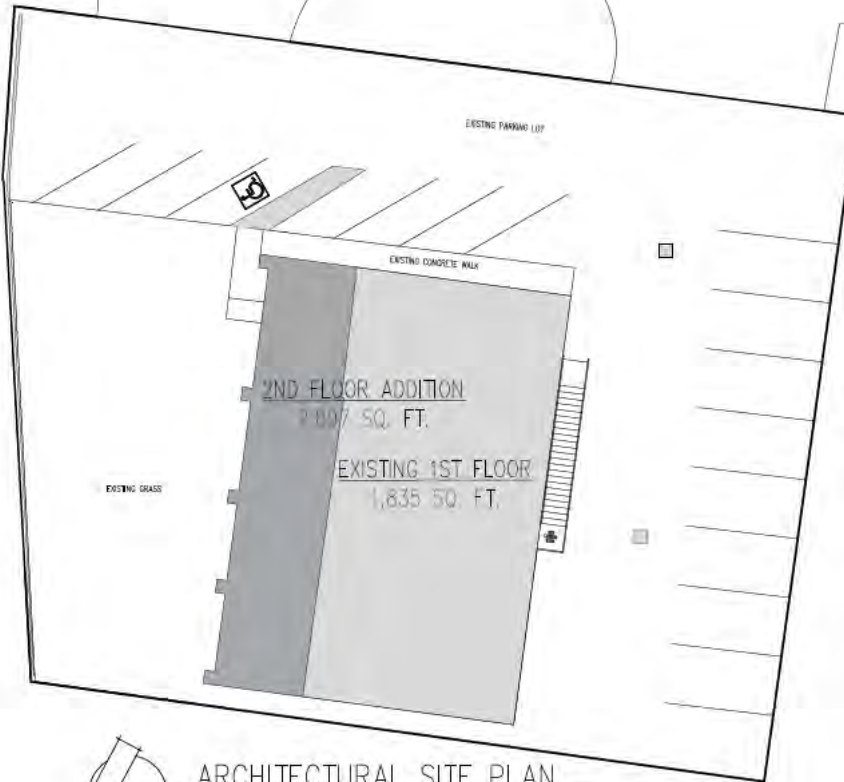 EXISTING PARKING LOT
EXISTING CONCRETE WALK
2ND FLOOR ADDITION
SQ. FT.
EXISTING 1ST FLOOR
1,835 SQ. FT.
EXISTING GRASS
ARCHITECTURAL SITE PLAN